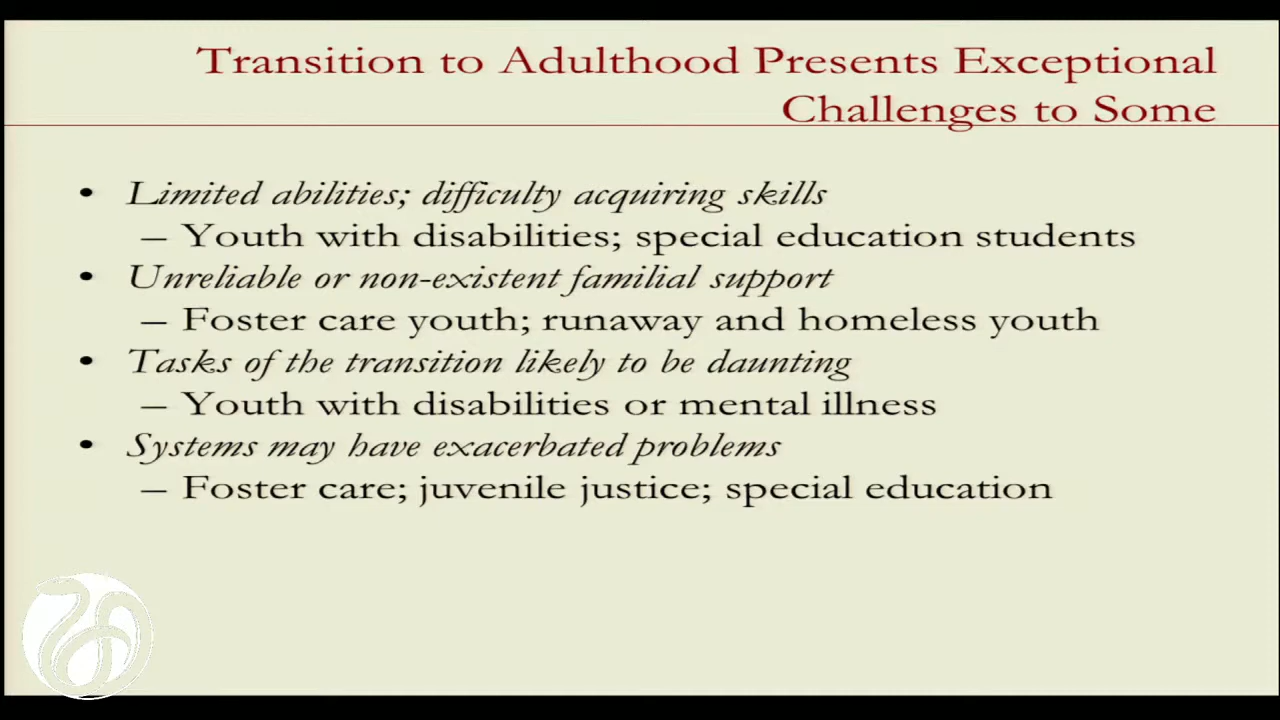 Transition to Adulthood Presents Exceptional
Challenges to Some
• Limited abilities; difficulty acquiring skills
– Youth with disabilities; special education students
• Unreliable or non-existent familial support
– Foster care youth; runaway and homeless youth
• Tasks of the transition likely to be daunting
– Youth with disabilities or mental illness
• Systems may have exacerbated problems
– Foster care; juvenile justice; special education